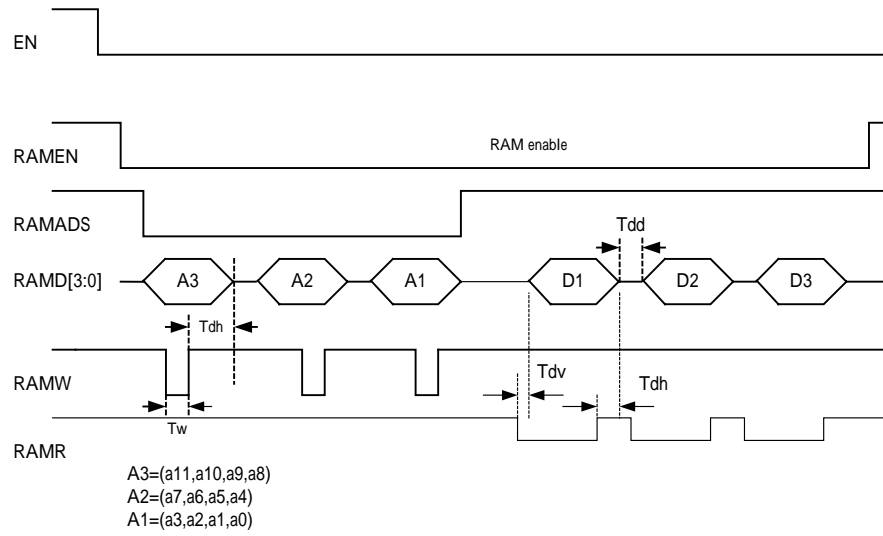 EN
RAM enable
RAMEN
RAMADS
Tdd
RAMD[3:0]
A3
A2
A1
D1
D2
D3
Tdh
RAMW
Tdv
Tdh
Tw
RAMR
A3=(a11,a10,a9,a8)
A2=(a7,a6,a5,a4)
A1=(a3,a2,a1,a0)